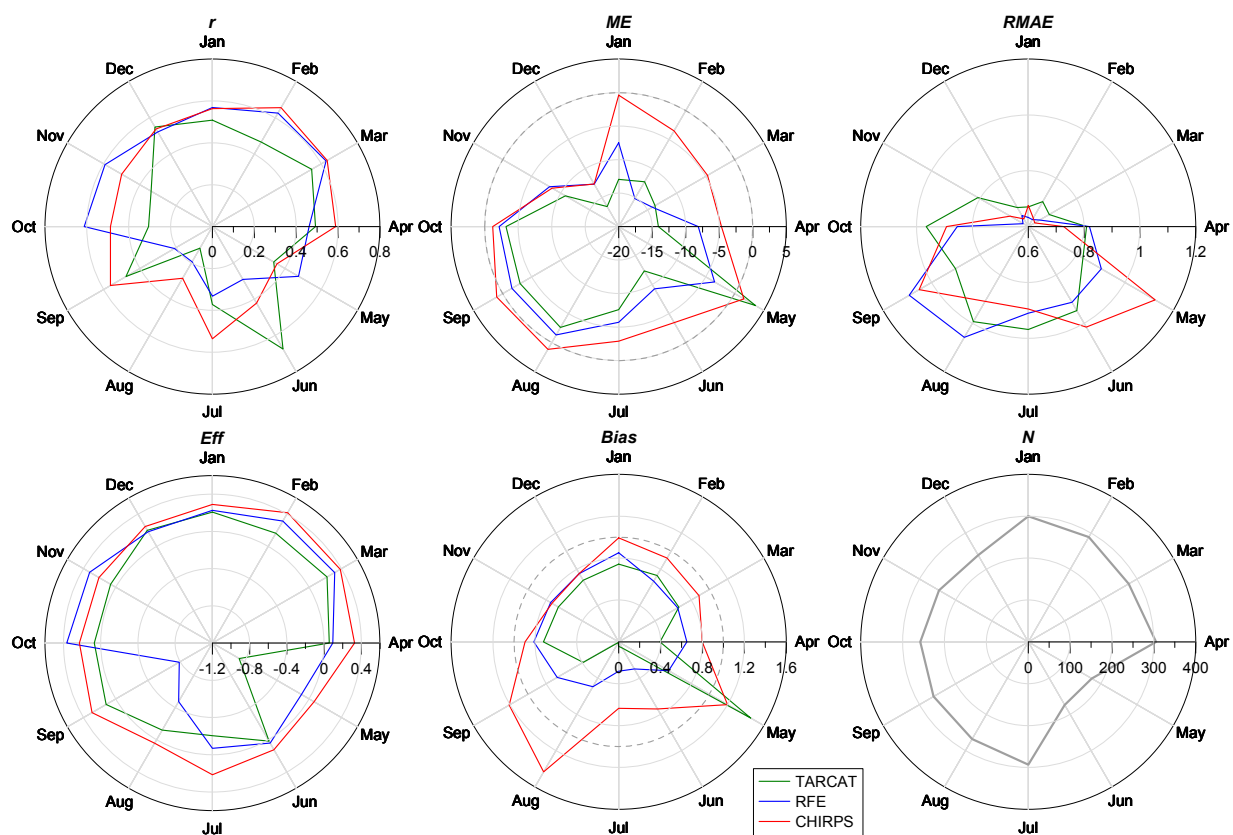 r
ME
RMAE
Jan
Jan
Jan
Dec
Feb
Dec
Feb
Dec
Feb
Nov
Mar
Nov
Mar
Nov
Mar
Oct
Apr
Oct
Apr
Oct
Apr
0 0.2 0.4 0.6 0.8
-20 -15 -10 -5 0 5
0.6 0.8 1 1.2
Sep
May
Sep
May
Sep
May
Aug
Jun
Aug
Jun
Aug
Jun
Jul
Jul
Jul
Eff
Bias
N
Jan
Jan
Jan
Dec
Feb
Dec
Feb
Dec
Feb
Nov
Mar
Nov
Mar
Nov
Mar
Oct
Apr
Oct
Apr
Oct
Apr
-1.2 -0.8 -0.4 0 0.4
0 0.4 0.8 1.2 1.6
0 100 200 300 400
Sep
May
Sep
May
Sep
May
Aug
Jun
Aug
Jun
Aug
Jun
Jul
Jul
Jul
TARCAT
RFE
CHIRPS